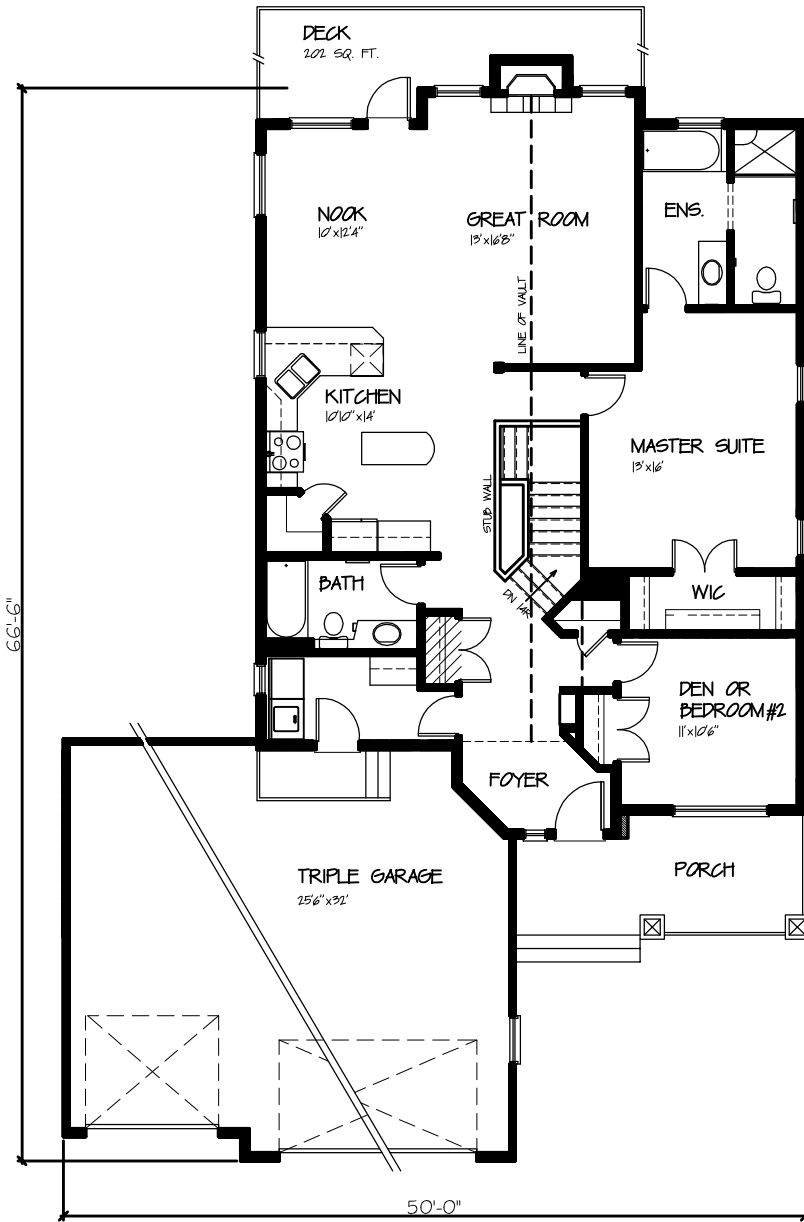 DECK
202 SQ. FT.
NOOK
10'x12'4"
GREAT ROOM
13'x16'8"
ENS.
LINE OF VAULT
KITCHEN
10'10"x14'
MASTER SUITE
13'x16'
STUB WALL
DN 14R
BATH
WIC
DEN OR
BEDROOM #2
11'x10'6"
FOYER
PORCH
TRIPLE GARAGE
25'6"x32'
66'-6"
50'-0"